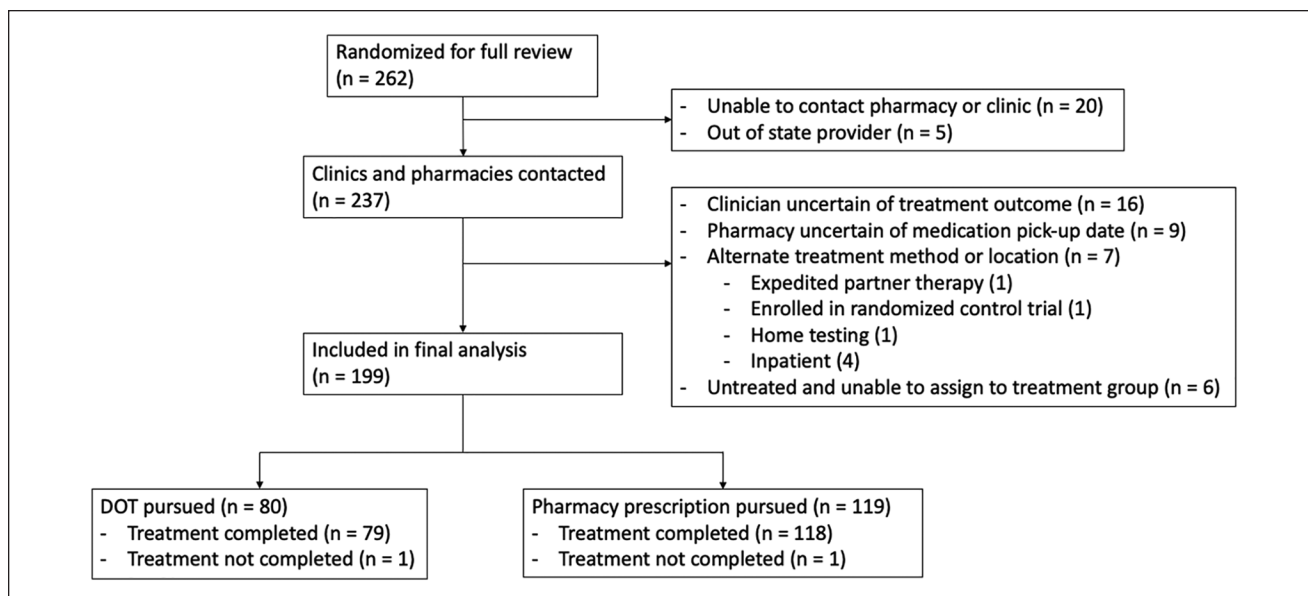 Randomized for full review
(n = 262)
- Unable to contact pharmacy or clinic (n = 20)
- Out of state provider (n = 5)
Clinics and pharmacies contacted
(n = 237)
- Clinician uncertain of treatment outcome (n = 16)
- Pharmacy uncertain of medication pick-up date (n = 9)
- Alternate treatment method or location (n = 7)
- Expedited partner therapy (1)
- Enrolled in randomized control trial (1)
- Home testing (1)
- Inpatient (4)
- Untreated and unable to assign to treatment group (n = 6)
Included in final analysis
(n = 199)
DOT pursued (n = 80)
- Treatment completed (n = 79)
- Treatment not completed (n = 1)
Pharmacy prescription pursued (n = 119)
- Treatment completed (n = 118)
- Treatment not completed (n = 1)